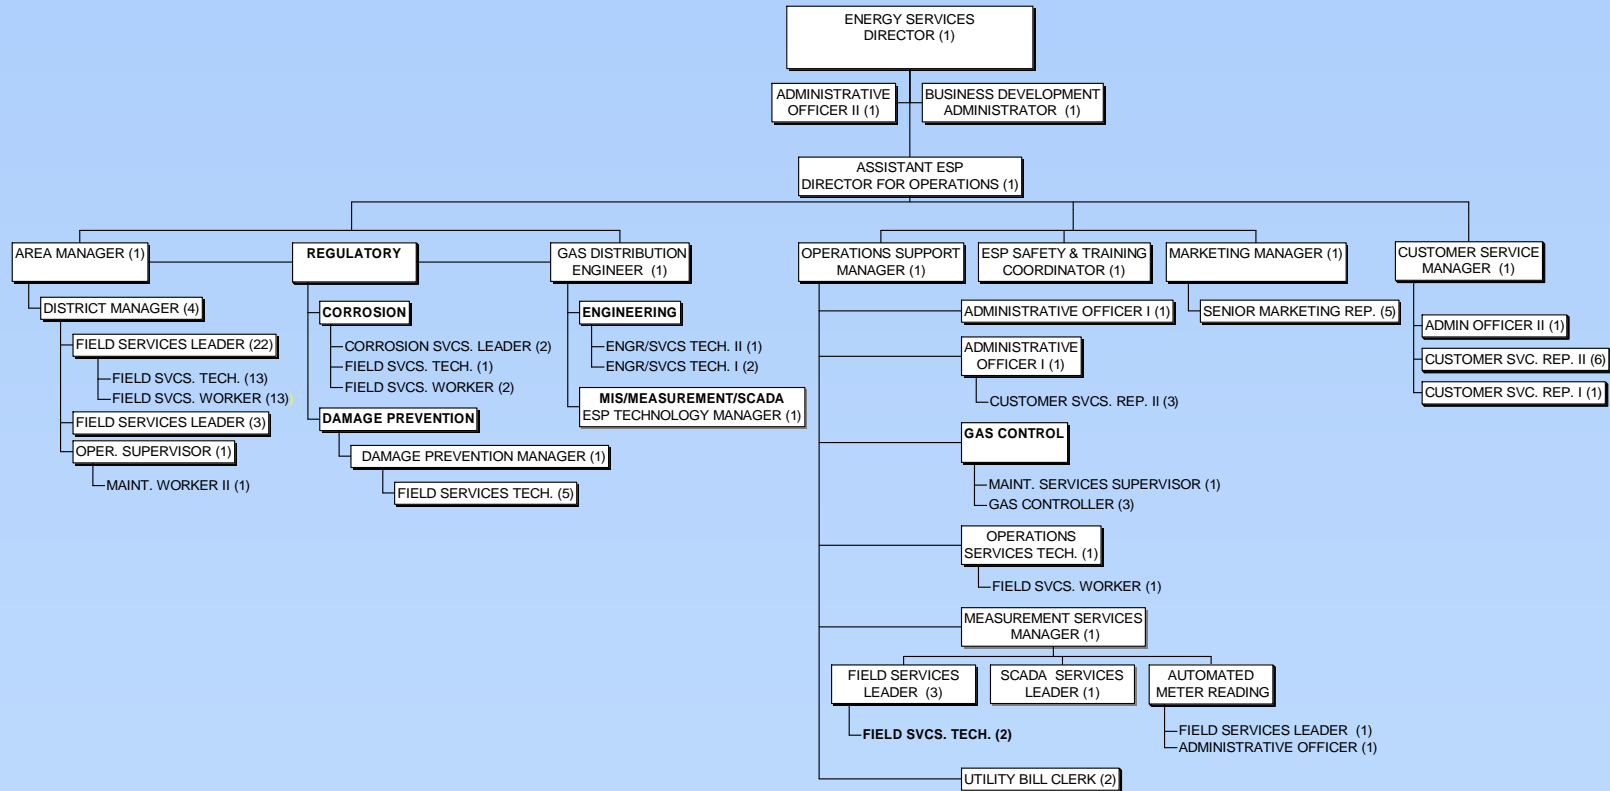 ENERGY SERVICES
DIRECTOR (1)
ADMINISTRATIVE
OFFICER II (1)
BUSINESS DEVELOPMENT
ADMINISTRATOR (1)
ASSISTANT ESP
DIRECTOR FOR OPERATIONS (1)
AREA MANAGER (1)
DISTRICT MANAGER (4)
FIELD SERVICES LEADER (22)
FIELD SVCS. TECH. (13)
FIELD SVCS. WORKER (13)
FIELD SERVICES LEADER (3)
OPER. SUPERVISOR (1)
MAINT. WORKER II (1)
REGULATORY
CORROSION
CORROSION SVCS. LEADER (2)
FIELD SVCS. TECH. (1)
FIELD SVCS. WORKER (2)
DAMAGE PREVENTION
DAMAGE PREVENTION MANAGER (1)
FIELD SERVICES TECH. (5)
GAS DISTRIBUTION
ENGINEER (1)
ENGINEERING
ENGR/SVCS TECH. II (1)
ENGR/SVCS TECH. I (2)
MIS/MEASUREMENT/SCADA
ESP TECHNOLOGY MANAGER (1)
OPERATIONS SUPPORT
MANAGER (1)
ADMINISTRATIVE OFFICER I (1)
ADMINISTRATIVE
OFFICER I (1)
CUSTOMER SVCS. REP. II (3)
GAS CONTROL
MAINT. SERVICES SUPERVISOR (1)
GAS CONTROLLER (3)
OPERATIONS
SERVICES TECH. (1)
FIELD SVCS. WORKER (1)
MEASUREMENT SERVICES
MANAGER (1)
FIELD SERVICES
LEADER (3)
FIELD SVCS. TECH. (2)
SCADA SERVICES
LEADER (1)
AUTOMATED
METER READING
FIELD SERVICES LEADER (1)
ADMINISTRATIVE OFFICER (1)
UTILITY BILL CLERK (2)
ESP SAFETY & TRAINING
COORDINATOR (1)
MARKETING MANAGER (1)
SENIOR MARKETING REP. (5)
CUSTOMER SERVICE
MANAGER (1)
ADMIN OFFICER II (1)
CUSTOMER SVC. REP. II (6)
CUSTOMER SVC. REP. I (1)